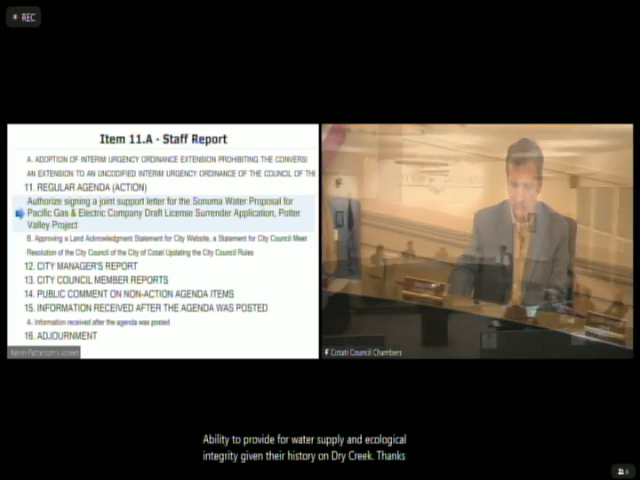 REC
Item 11.A - Staff Report
A. ADOPTION OF INTERIM URGENCY ORDINANCE EXTENSION PROHIBITING THE CONVERSI
AN EXTENSION TO AN UNCODIFIED INTERIM URGENCY ORDINANCE OF THE COUNCIL OF THE
11. REGULAR AGENDA (ACTION)
Authorize signing a joint support letter for the Sonoma Water Proposal for
Pacific Gas & Electric Company Draft License Surrender Application, Potter
Valley Project
B. Approving a Land Acknowledgment Statement for City Website, a Statement for City Council Meet
Resolution of the City Council of the City of Cotati Updating the City Council Rules
12. CITY MANAGER'S REPORT
13. CITY COUNCIL MEMBER REPORTS
14. PUBLIC COMMENT ON NON-ACTION AGENDA ITEMS
15. INFORMATION RECEIVED AFTER THE AGENDA WAS POSTED
A. Information received after the agenda was posted
16. ADJOURNMENT
Kevin Patterson's screen
Cotati Council Chambers
Ability to provide for water supply and ecological
integrity given their history on Dry Creek. Thanks